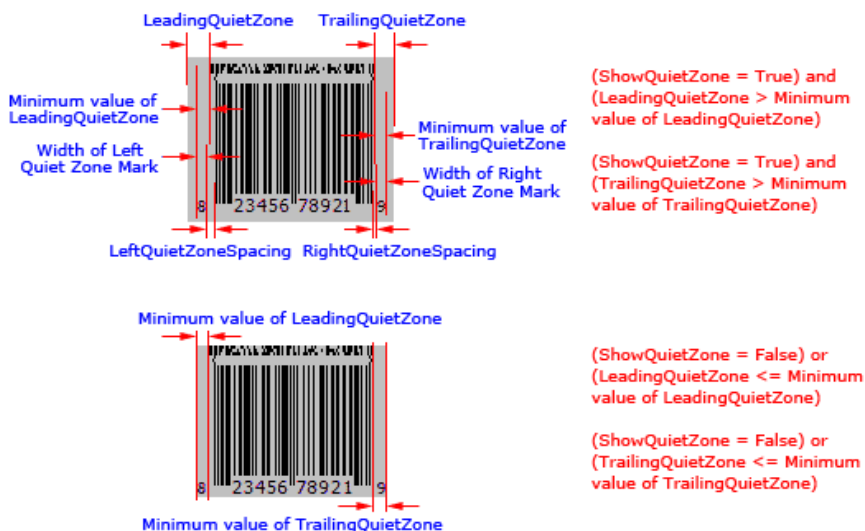 LeadingQuietZone TrailingQuietZone
(ShowQuietZone = True) and
(LeadingQuietZone > Minimum
value of LeadingQuietZone)
Minimum value of
LeadingQuietZone
Minimum value of
TrailingQuietZone
Width of Left
Quiet Zone Mark
(ShowQuietZone = True) and
(TrailingQuietZone > Minimum
value of TrailingQuietZone)
Width of Right
Quiet Zone Mark
8 23456 78921 9
LeftQuietZoneSpacing RightQuietZoneSpacing
Minimum value of LeadingQuietZone
(ShowQuietZone = False) or
(LeadingQuietZone <= Minimum
value of LeadingQuietZone)
(ShowQuietZone = False) or
(TrailingQuietZone <= Minimum
value of TrailingQuietZone)
8 23456 78921 9
Minimum value of TrailingQuietZone